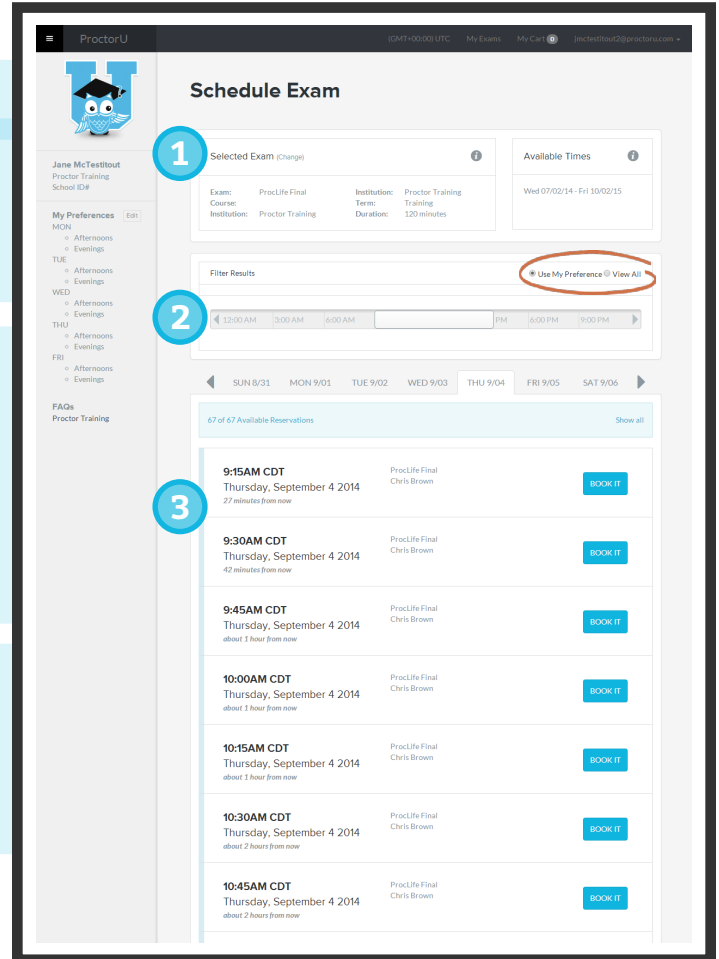 ≡ ProctorU (GMT+00:00) UTC My Exams My Cart 0 jmctestitout2@proctoru.com
U
Jane McTestitout
Proctor Training
School ID#
My Preferences Edit
MON
Afternoons
Evenings
TUE
Afternoons
Evenings
WED
Afternoons
Evenings
THU
Afternoons
Evenings
FRI
Afternoons
Evenings
FAQs
Proctor Training
Schedule Exam
1
Selected Exam (Change) i
Exam: ProcLife Final Institution: Proctor Training
Course: Term: Training
Institution: Proctor Training Duration: 120 minutes
Available Times i
Wed 07/02/14 - Fri 10/02/15
2
Filter Results Use My Preference View All
12:00 AM 3:00 AM 6:00 AM PM 6:00 PM 9:00 PM
SUN 8/31 MON 9/01 TUE 9/02 WED 9/03 THU 9/04 FRI 9/05 SAT 9/06
67 of 67 Available Reservations Show all
3
9:15AM CDT ProcLife Final
Thursday, September 4 2014 Chris Brown BOOK IT
27 minutes from now
9:30AM CDT ProcLife Final
Thursday, September 4 2014 Chris Brown BOOK IT
42 minutes from now
9:45AM CDT ProcLife Final
Thursday, September 4 2014 Chris Brown BOOK IT
about 1 hour from now
10:00AM CDT ProcLife Final
Thursday, September 4 2014 Chris Brown BOOK IT
about 1 hour from now
10:15AM CDT ProcLife Final
Thursday, September 4 2014 Chris Brown BOOK IT
about 1 hour from now
10:30AM CDT ProcLife Final
Thursday, September 4 2014 Chris Brown BOOK IT
about 2 hours from now
10:45AM CDT ProcLife Final
Thursday, September 4 2014 Chris Brown BOOK IT
about 2 hours from now